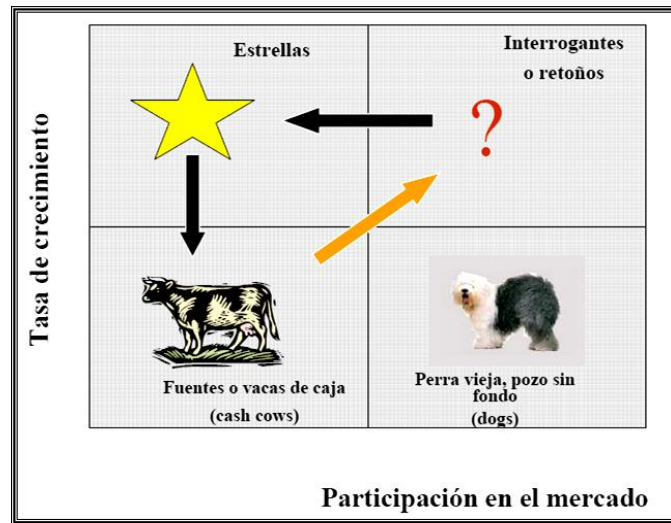 Estrellas
Interrogantes
o retoños
?
Tasa de crecimiento
Fuentes o vacas de caja
(cash cows)
Perra vieja, pozo sin
fondo
(dogs)
Participación en el mercado